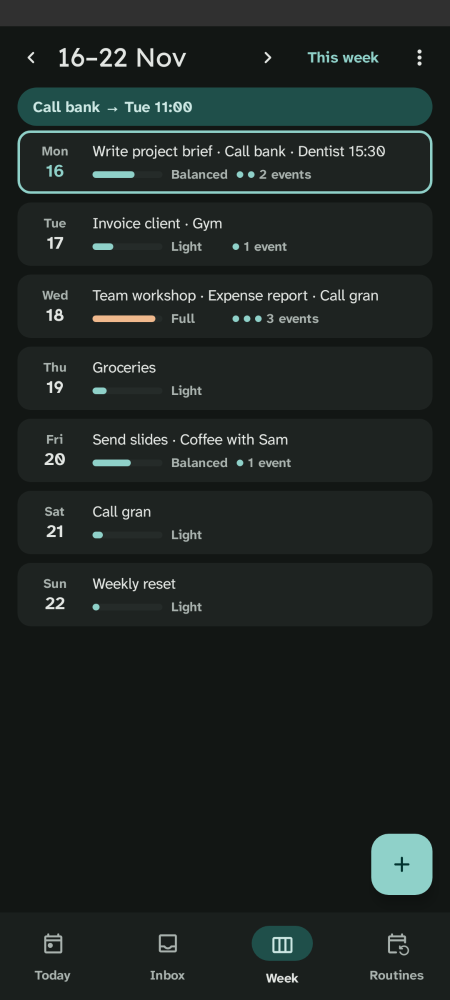 16–22 Nov
This week
Call bank → Tue 11:00
Mon
16
Write project brief · Call bank · Dentist 15:30
Balanced
2 events
Tue
17
Invoice client · Gym
Light
1 event
Wed
18
Team workshop · Expense report · Call gran
Full
3 events
Thu
19
Groceries
Light
Fri
20
Send slides · Coffee with Sam
Balanced
1 event
Sat
21
Call gran
Light
Sun
22
Weekly reset
Light
Today
Inbox
Week
Routines